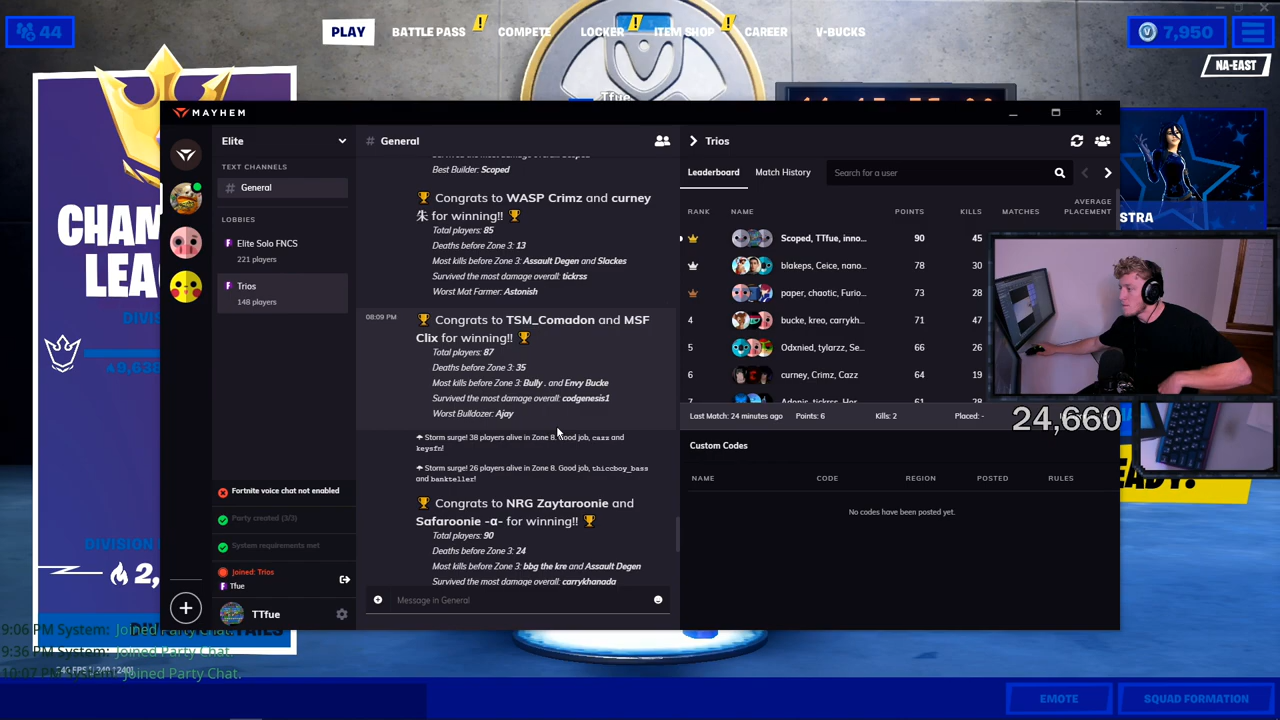 44
PLAY
BATTLE PASS
COMPETE
LOCKER
ITEM SHOP
CAREER
V-BUCKS
7,950
NA-EAST
Tfue
MAYHEM
Elite
TEXT CHANNELS
# General
LOBBIES
Elite Solo FNCS
221 players
Trios
148 players
Fortnite voice chat not enabled
Party created (3/3)
System requirements met
Joined: Trios
Tfue
TTfue
# General
Best Builder: Scoped
Congrats to WASP Crimz and curney
朱 for winning!!
Total players: 85
Deaths before Zone 3: 13
Most kills before Zone 3: Assault Degen and Slackes
Survived the most damage overall: tickrss
Worst Mat Farmer: Astonish
08:09 PM
Congrats to TSM_Comadon and MSF
Clix for winning!!
Total players: 87
Deaths before Zone 3: 35
Most kills before Zone 3: Bully . and Envy Bucke
Survived the most damage overall: codgenesis1
Worst Bulldozer: Ajay
Storm surge! 38 players alive in Zone 8. Good job, cazz and
keysfn!
Storm surge! 26 players alive in Zone 8. Good job, thiccboy_bass
and bankteller!
Congrats to NRG Zaytaroonie and
Safaroonie -α- for winning!!
Total players: 90
Deaths before Zone 3: 24
Most kills before Zone 3: bbg the kre and Assault Degen
Survived the most damage overall: carrykhanada
Message in General
Trios
Leaderboard
Match History
Search for a user
RANK NAME POINTS KILLS MATCHES AVERAGE
PLACEMENT
Scoped, TTfue, inno... 90 45
blakeps, Ceice, nano... 78 30
paper, chaotic, Furio... 73 28
4 bucke, kreo, carrykh... 71 47
5 Odxnied, tylarzz, Se... 66 26
6 curney, Crimz, Cazz 64 19
7 Adonis, tickrss, Hor... 61 28
Last Match: 24 minutes ago Points: 6 Kills: 2 Placed: -
24,660
Custom Codes
NAME CODE REGION POSTED RULES
No codes have been posted yet.
9:06 PM System: Joined Party Chat.
9:36 PM System: Joined Party Chat.
10:07 PM System: Joined Party Chat.
EMOTE
SQUAD FORMATION